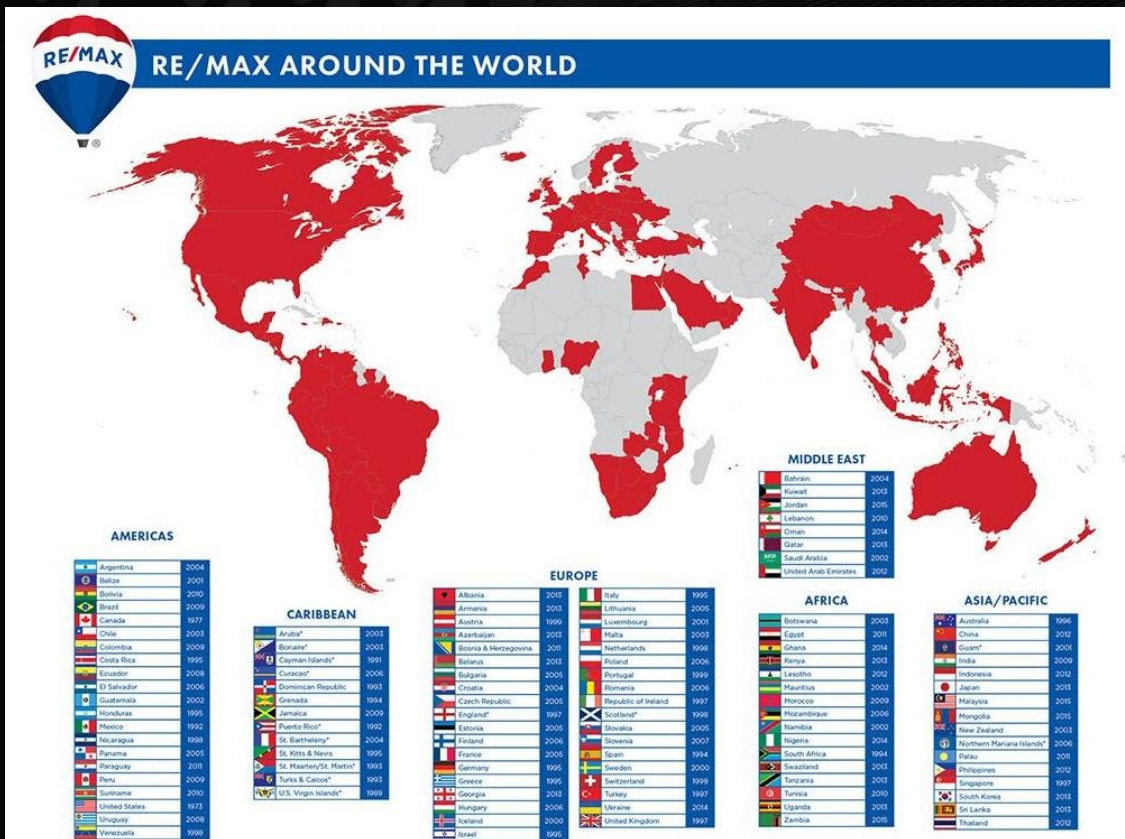 RE/MAX
RE/MAX AROUND THE WORLD
®
MIDDLE EAST
Bahrain 2004
Kuwait 2013
Jordan 2015
Lebanon 2010
Oman 2014
Qatar 2013
Saudi Arabia 2002
United Arab Emirates 2012
AMERICAS
Argentina 2004
Belize 2001
Bolivia 2010
Brazil 2009
Canada 1977
Chile 2003
Colombia 2009
Costa Rica 1995
Ecuador 2008
El Salvador 2006
Guatemala 2002
Honduras 1995
Mexico 1992
Nicaragua 1998
Panama 2005
Paraguay 2011
Peru 2009
Suriname 2010
United States 1973
Uruguay 2008
Venezuela 1998
CARIBBEAN
Aruba* 2003
Bonaire* 2003
Cayman Islands* 1991
Curacao* 2006
Dominican Republic 1993
Grenada 1994
Jamaica 2009
Puerto Rico* 1992
St. Barthelemy* 2004
St. Kitts & Nevis 1995
St. Maarten/St. Martin* 1993
Turks & Caicos* 1993
U.S. Virgin Islands* 1989
EUROPE
Albania 2013
Armenia 2013
Austria 1999
Azerbaijan 2013
Bosnia & Herzegovina 2011
Belarus 2013
Bulgaria 2005
Croatia 2004
Czech Republic 2005
England* 1997
Estonia 2005
Finland 2006
France 2005
Germany 1995
Greece 1995
Georgia 2013
Hungary 2006
Iceland 2000
Israel 1995
Italy 1995
Lithuania 2005
Luxembourg 2001
Malta 2003
Netherlands 1998
Poland 2006
Portugal 1999
Romania 2006
Republic of Ireland 1997
Scotland* 1998
Slovakia 2005
Slovenia 2007
Spain 1994
Sweden 2000
Switzerland 1999
Turkey 1997
Ukraine 2014
United Kingdom 1997
AFRICA
Botswana 2003
Egypt 2011
Ghana 2014
Kenya 2013
Lesotho 2012
Mauritius 2002
Morocco 2009
Mozambique 2006
Namibia 2002
Nigeria 2014
South Africa 1994
Swaziland 2013
Tanzania 2013
Tunisia 2010
Uganda 2013
Zambia 2015
ASIA/PACIFIC
Australia 1996
China 2012
Guam* 2001
India 2009
Indonesia 2012
Japan 2013
Malaysia 2015
Mongolia 2015
New Zealand 2003
Northern Mariana Islands* 2006
Palau 2011
Philippines 2012
Singapore 1997
South Korea 2013
Sri Lanka 2013
Thailand 2012